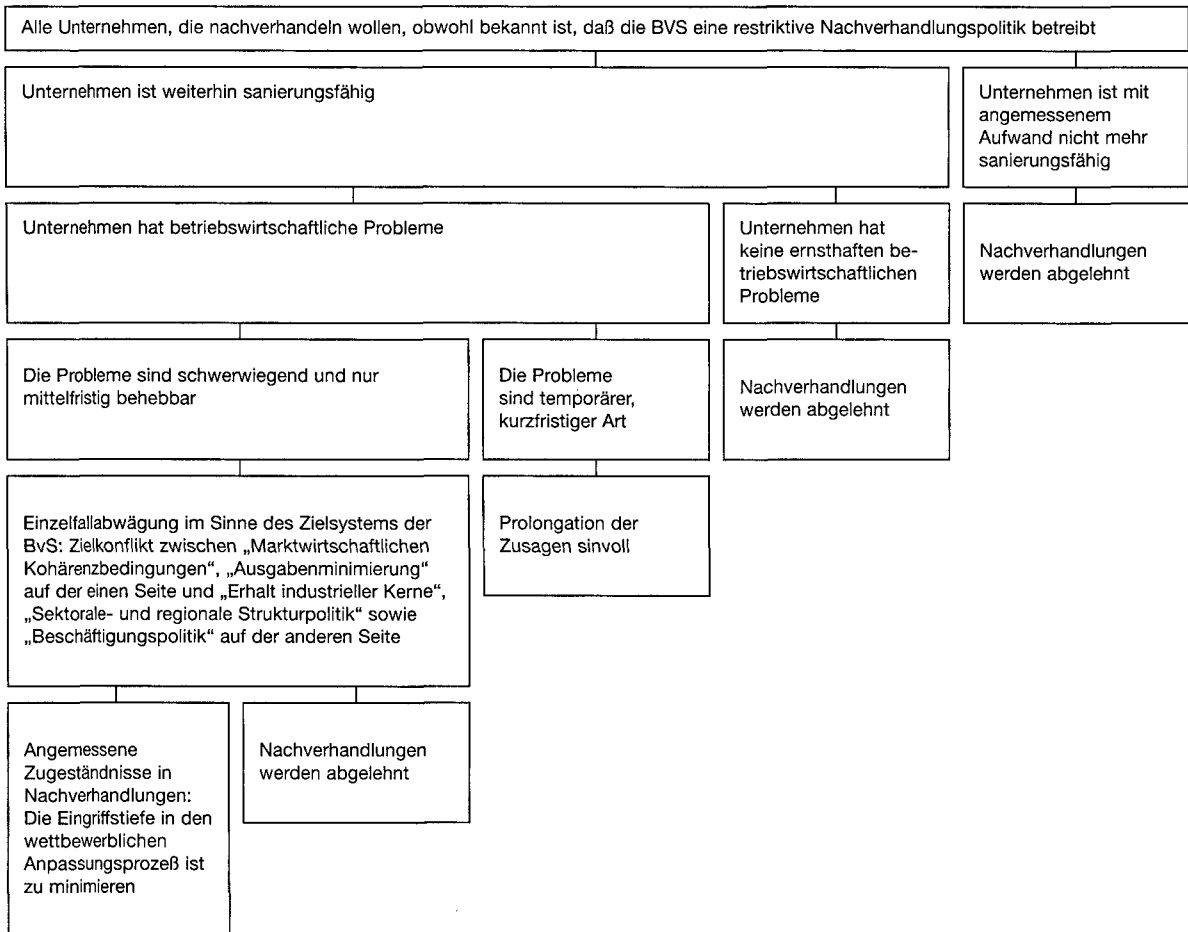 Alle Unternehmen, die nachverhandeln wollen, obwohl bekannt ist, daß die BVS eine restriktive Nachverhandlungspolitik betreibt
Unternehmen ist weiterhin sanierungsfähig
Unternehmen ist mit
angemessenem
Aufwand nicht mehr
sanierungsfähig
Unternehmen hat betriebswirtschaftliche Probleme
Unternehmen hat
keine ernsthaften be-
triebswirtschaftlichen
Probleme
Nachverhandlungen
werden abgelehnt
Die Probleme sind schwerwiegend und nur
mittelfristig behebbar
Die Probleme
sind temporärer,
kurzfristiger Art
Nachverhandlungen
werden abgelehnt
Einzelfallabwägung im Sinne des Zielsystems der
BvS: Zielkonflikt zwischen „Marktwirtschaftlichen
Kohärenzbedingungen“, „Ausgabenminimierung“
auf der einen Seite und „Erhalt industrieller Kerne“,
„Sektorale- und regionale Strukturpolitik“ sowie
„Beschäftigungspolitik“ auf der anderen Seite
Prolongation der
Zusagen sinvoll
Angemessene
Zugeständnisse in
Nachverhandlungen:
Die Eingriffstiefe in den
wettbewerblichen
Anpassungsprozeß ist
zu minimieren
Nachverhandlungen
werden abgelehnt